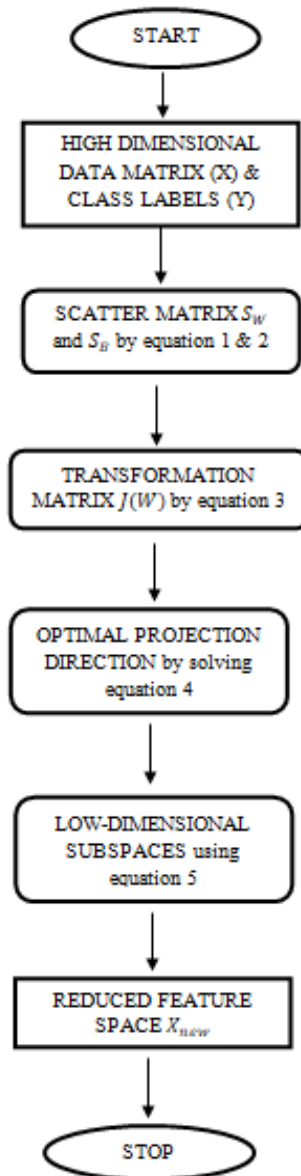 START
HIGH DIMENSIONAL
DATA MATRIX (X) &
CLASS LABELS (Y)
SCATTER MATRIX S_W
and S_B by equation 1 & 2
TRANSFORMATION
MATRIX J(W) by equation 3
OPTIMAL PROJECTION
DIRECTION by solving
equation 4
LOW-DIMENSIONAL
SUBSPACES using
equation 5
REDUCED FEATURE
SPACE X_new
STOP